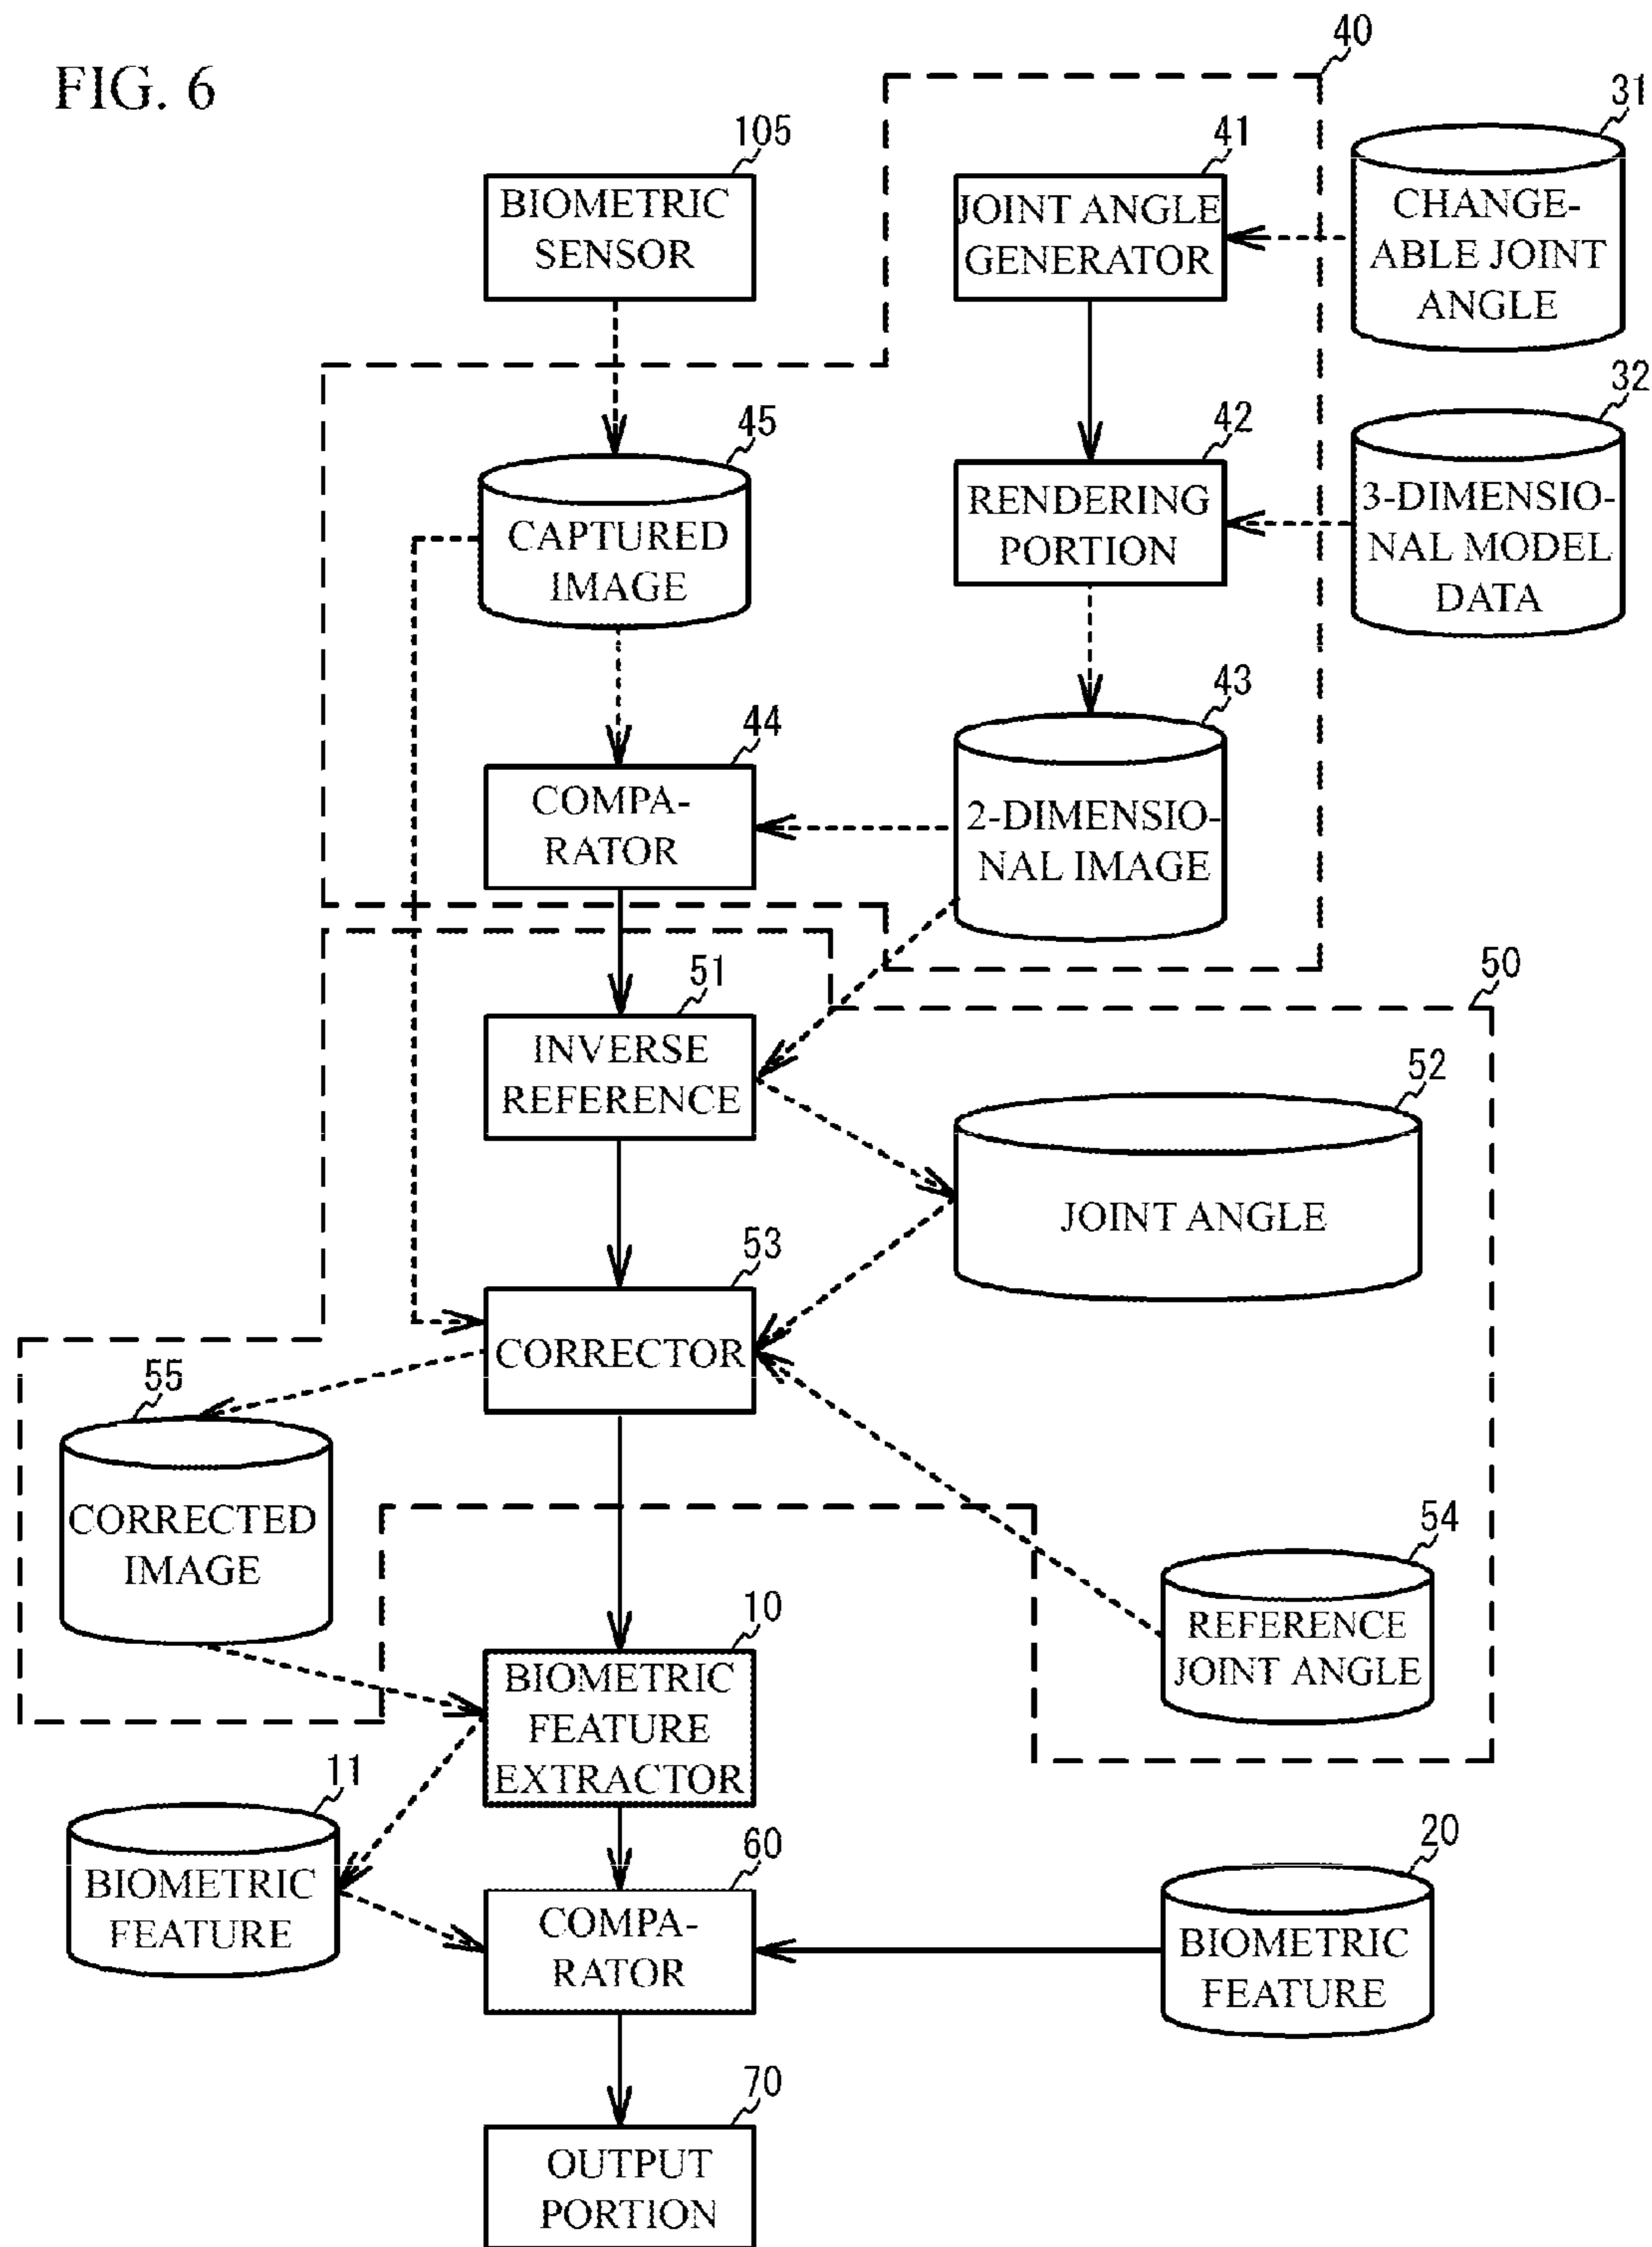 FIG. 6
40
31
105
41
BIOMETRIC
SENSOR
JOINT ANGLE
GENERATOR
CHANGE-
ABLE JOINT
ANGLE
32
45
42
CAPTURED
IMAGE
RENDERING
PORTION
3-DIMENSIO-
NAL MODEL
DATA
43
44
COMPA-
RATOR
2-DIMENSIO-
NAL IMAGE
50
51
INVERSE
REFERENCE
52
JOINT ANGLE
53
CORRECTOR
55
CORRECTED
IMAGE
54
REFERENCE
JOINT ANGLE
10
BIOMETRIC
FEATURE
EXTRACTOR
11
BIOMETRIC
FEATURE
60
COMPA-
RATOR
20
BIOMETRIC
FEATURE
70
OUTPUT
PORTION